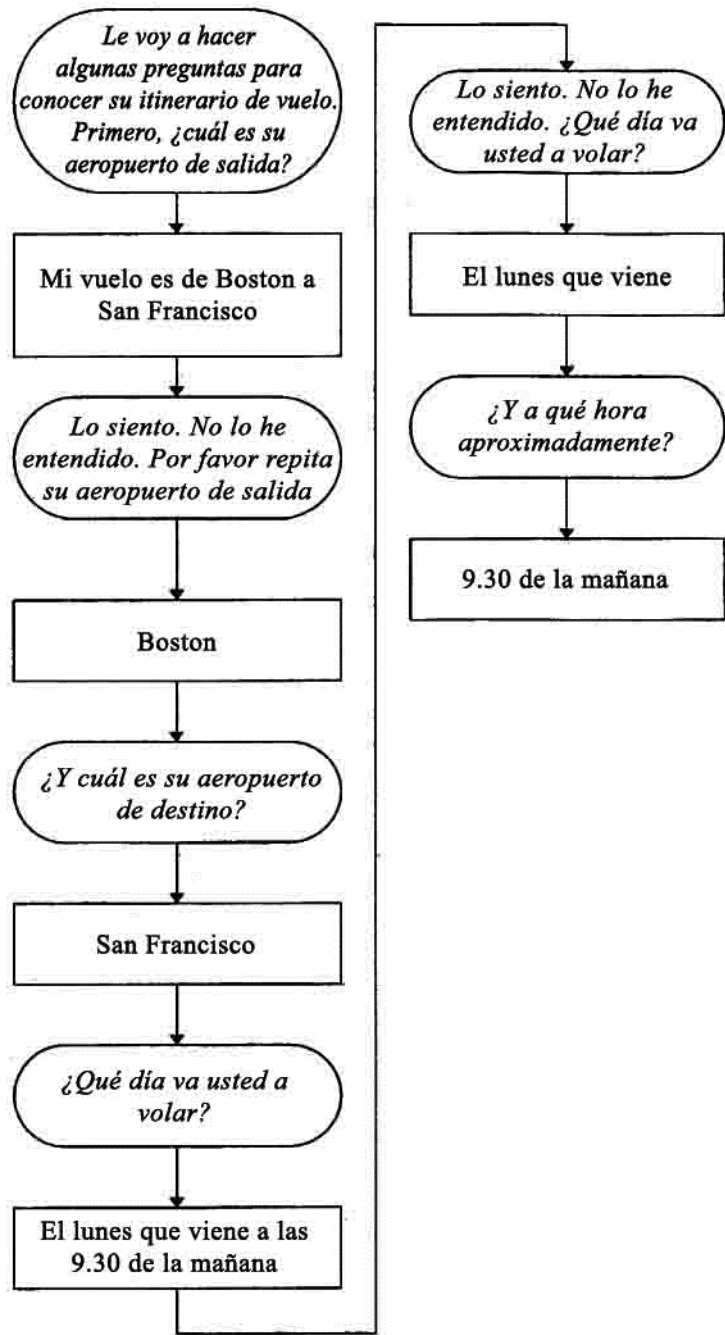 Le voy a hacer
algunas preguntas para
conocer su itinerario de vuelo.
Primero, ¿cuál es su
aeropuerto de salida?
Mi vuelo es de Boston a
San Francisco
Lo siento. No lo he
entendido. Por favor repita
su aeropuerto de salida
Boston
¿Y cuál es su aeropuerto
de destino?
San Francisco
¿Qué día va usted a
volar?
El lunes que viene a las
9.30 de la mañana
Lo siento. No lo he
entendido. ¿Qué día va
usted a volar?
El lunes que viene
¿Y a qué hora
aproximadamente?
9.30 de la mañana